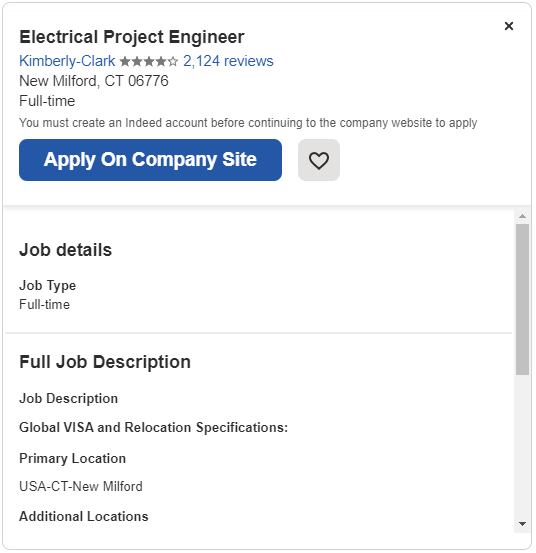 Electrical Project Engineer
Kimberly-Clark 2,124 reviews
New Milford, CT 06776
Full-time
You must create an Indeed account before continuing to the company website to apply
Apply On Company Site
Job details
Job Type
Full-time
Full Job Description
Job Description
Global VISA and Relocation Specifications:
Primary Location
USA-CT-New Milford
Additional Locations